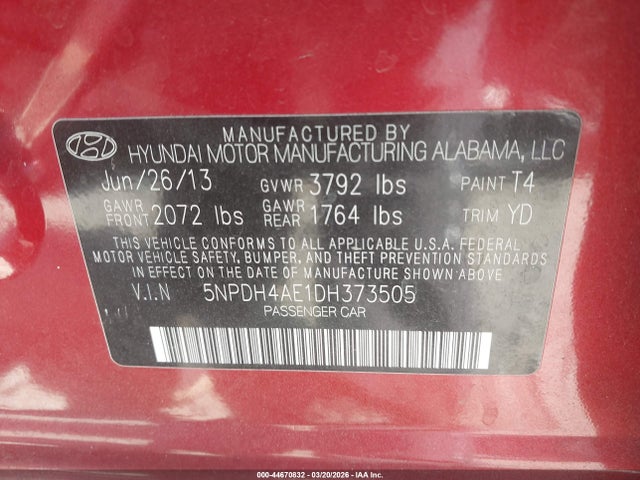 MANUFACTURED BY
HYUNDAI MOTOR MANUFACTURING ALABAMA, LLC
Jun/26/13 GVWR 3792 lbs PAINT T4
GAWR FRONT 2072 lbs GAWR REAR 1764 lbs TRIM YD
THIS VEHICLE CONFORMS TO ALL APPLICABLE U.S.A. FEDERAL
MOTOR VEHICLE SAFETY, BUMPER, AND THEFT PREVENTION STANDARDS
IN EFFECT ON THE DATE OF MANUFACTURE SHOWN ABOVE
V.I.N 5NPDH4AE1DH373505
PASSENGER CAR
000-44670832 | 03/20/2026 | IAA Inc.